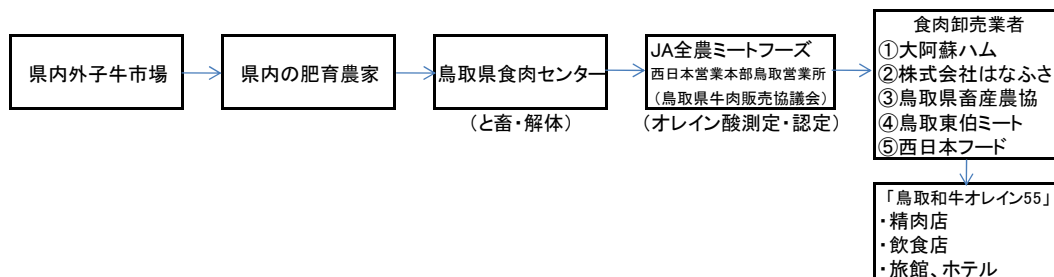 県内外子牛市場
県内の肥育農家
鳥取県食肉センター
（と畜・解体）
JA全農ミートフーズ
西日本営業本部鳥取営業所
（鳥取県牛肉販売協議会）
（オレイン酸測定・認定）
食肉卸売業者
①大阿蘇ハム
②株式会社はなふさ
③鳥取県畜産農協
④鳥取東伯ミート
⑤西日本フード
「鳥取和牛オレイン55」
・精肉店
・飲食店
・旅館、ホテル